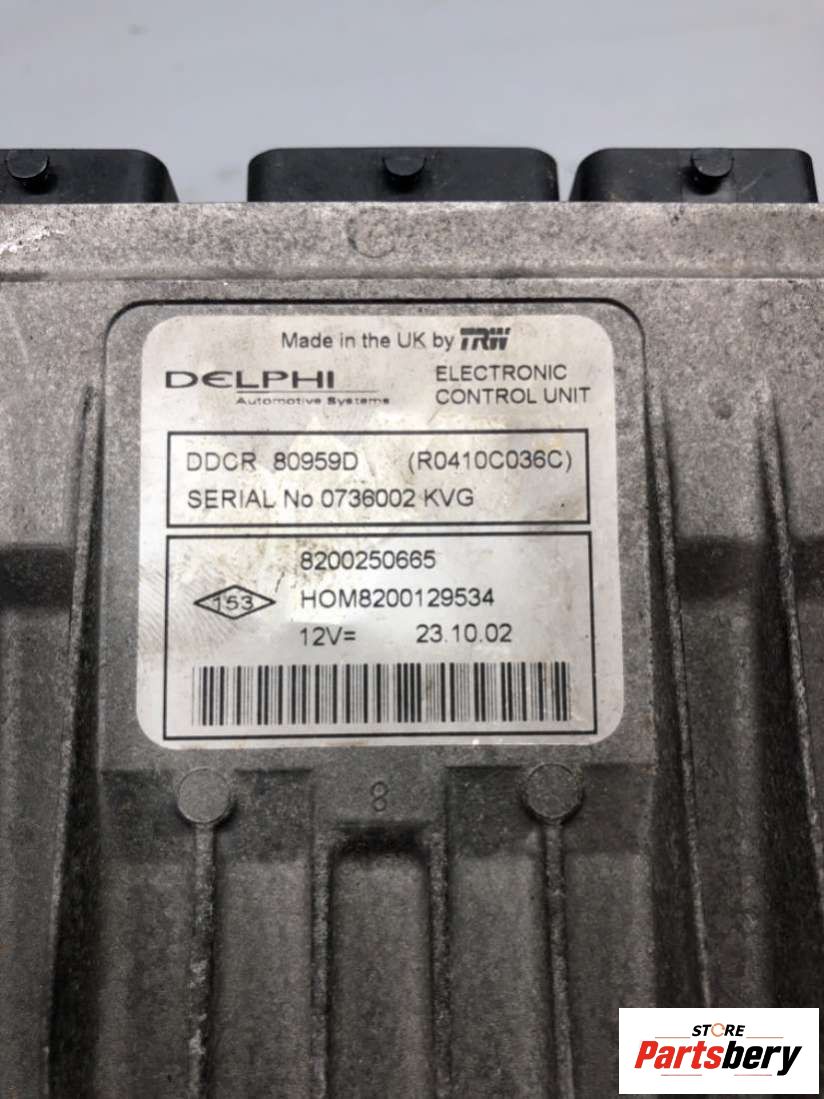 Made in the UK by TRW
DELPHI
Automotive Systems
ELECTRONIC
CONTROL UNIT
DDCR 80959D (R0410C036C)
SERIAL No 0736002 KVG
8200250665
153 HOM8200129534
12V= 23.10.02
8
STORE
Partsbery